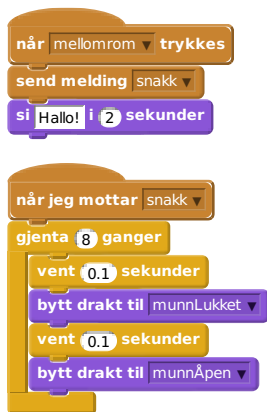 når mellomrom trykkes
send melding snakk
si Hallo! i 2 sekunder
når jeg mottar snakk
gjenta 8 ganger
vent 0.1 sekunder
bytt drakt til munnLukket
vent 0.1 sekunder
bytt drakt til munnÅpen